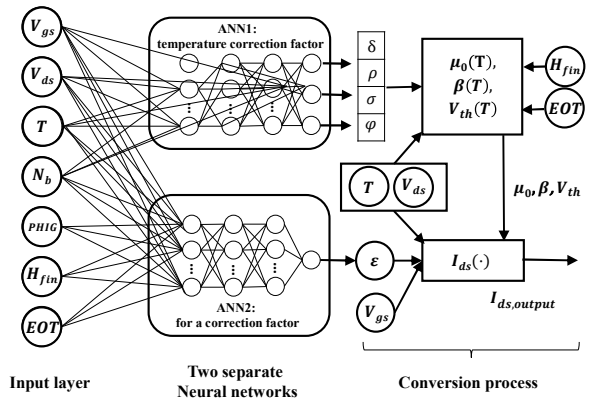 V_gs
V_ds
T
N_b
PHIG
H_fin
EOT
Input layer
ANN1:
temperature correction factor
...
...
...
δ
ρ
σ
φ
μ_0(T),
β(T),
V_th(T)
H_fin
EOT
T
V_ds
μ_0, β, V_th
...
...
...
ANN2:
for a correction factor
ε
V_gs
I_ds(·)
I_ds,output
Two separate
Neural networks
Conversion process